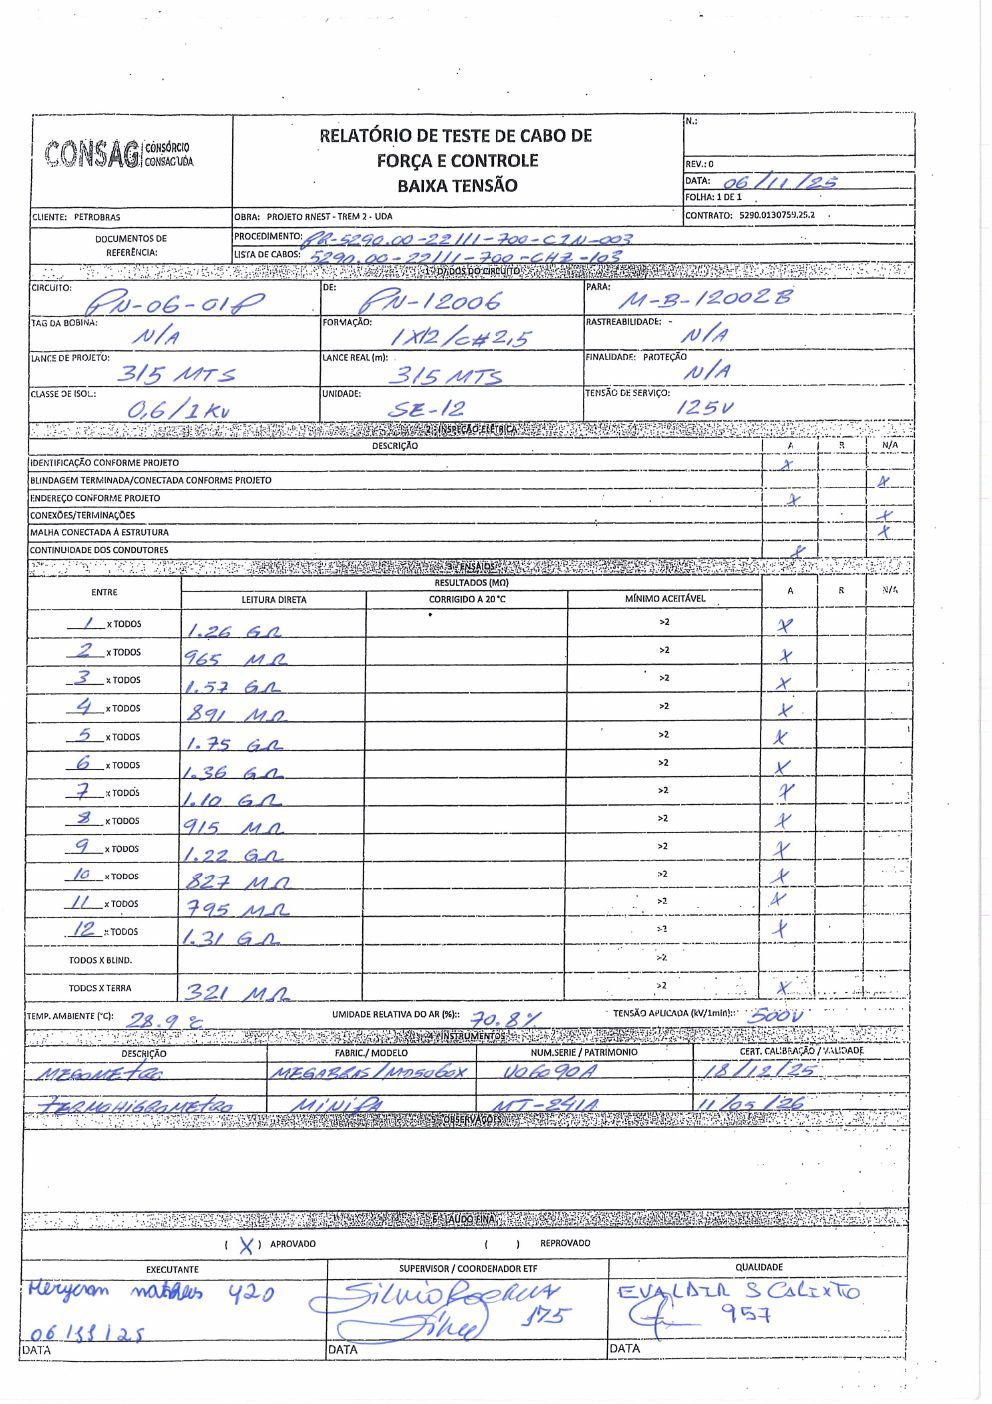 CONSAG CONSÓRCIO CONSAG'UDA
RELATÓRIO DE TESTE DE CABO DE FORÇA E CONTROLE BAIXA TENSÃO
N.:
REV.: 0
DATA: 06/11/25
FOLHA: 1 DE 1
CLIENTE: PETROBRAS OBRA: PROJETO RNEST - TREM 2 - UDA CONTRATO: 5290.0130759.25.2
DOCUMENTOS DE REFERÊNCIA:
PROCEDIMENTO: PR-5290.00-22111-700-CIN-003
LISTA DE CABOS: 5290.00-22111-700-CHZ-103
1 DADOS DO CIRCUITO
CIRCUITO: PN-06-01P DE: PN-12006 PARA: M-B-12002B
TAG DA BOBINA: N/A FORMAÇÃO: 1X12/C#2,5 RASTREABILIDADE: - N/A
LANCE DE PROJETO: 315 MTS LANCE REAL (m): 315 MTS FINALIDADE: PROTEÇÃO N/A
CLASSE DE ISOL.: 0,6/1KV UNIDADE: SE-12 TENSÃO DE SERVIÇO: 125V
2 INSPEÇÃO ELÉTRICA
DESCRIÇÃO A R N/A
IDENTIFICAÇÃO CONFORME PROJETO X
BLINDAGEM TERMINADA/CONECTADA CONFORME PROJETO X
ENDEREÇO CONFORME PROJETO X
CONEXÕES/TERMINAÇÕES X
MALHA CONECTADA À ESTRUTURA X
CONTINUIDADE DOS CONDUTORES X
3 ENSAIOS
ENTRE RESULTADOS (MΩ) A R N/A
LEITURA DIRETA CORRIGIDO A 20°C MÍNIMO ACEITÁVEL
1 X TODOS 1.26 GΩ >2 X
2 X TODOS 965 MΩ >2 X
3 X TODOS 1.57 GΩ >2 X
4 X TODOS 891 MΩ >2 X
5 X TODOS 1.75 GΩ >2 X
6 X TODOS 1.36 GΩ >2 X
7 X TODOS 1.10 GΩ >2 X
8 X TODOS 915 MΩ >2 X
9 X TODOS 1.22 GΩ >2 X
10 X TODOS 827 MΩ >2 X
11 X TODOS 795 MΩ >2 X
12 X TODOS 1.31 GΩ >2 X
TODOS X BLIND. >2
TODOS X TERRA 321 MΩ >2 X
TEMP. AMBIENTE (°C): 28.9 °C UMIDADE RELATIVA DO AR (%): 70.8% TENSÃO APLICADA (kV/1min): 500V
4 INSTRUMENTOS
DESCRIÇÃO FABRIC./ MODELO NUM.SERIE / PATRIMONIO CERT. CALIBRAÇÃO / VALIDADE
MEGOMETRO MEGABRAS/MD5060X U06090A 18/12/25
TERMOHIGROMETRO MINIPA MT-241A 11/05/26
5 OBSERVAÇÕES
6 LAUDO FINAL
( X ) APROVADO ( ) REPROVADO
EXECUTANTE SUPERVISOR / COORDENADOR ETF QUALIDADE
420
175
EVALDIR S CALIXTO
957
06/11/25
DATA DATA DATA